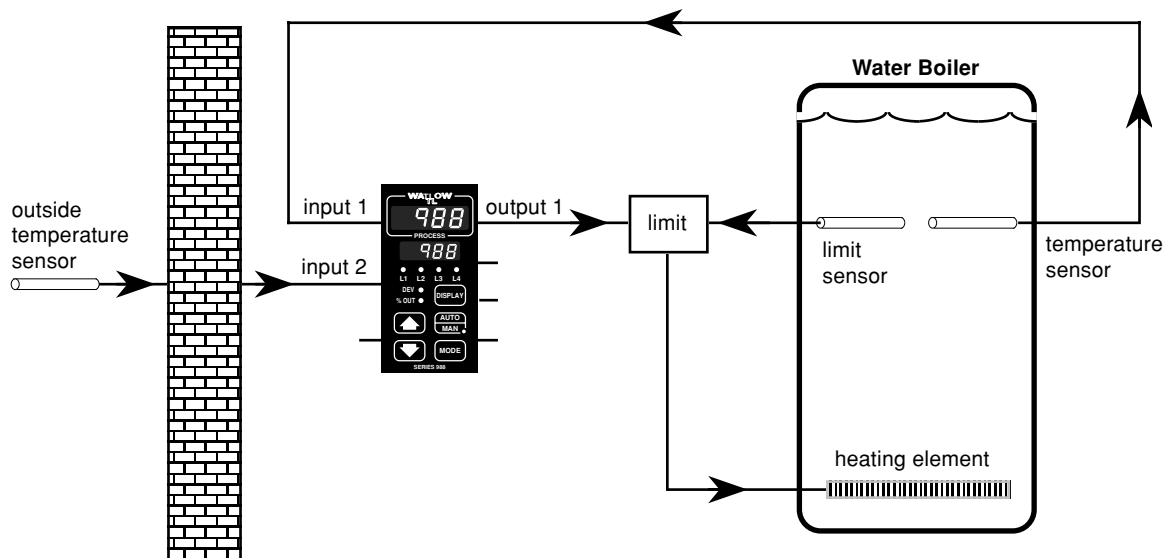 Water Boiler
outside
temperature
sensor
input 1
input 2
WATLOW
TL
988
PROCESS
988
L1 L2 L3 L4
DEV
% OUT
DISPLAY
AUTO
MAN
MODE
SERIES 988
output 1
limit
limit
sensor
temperature
sensor
heating element